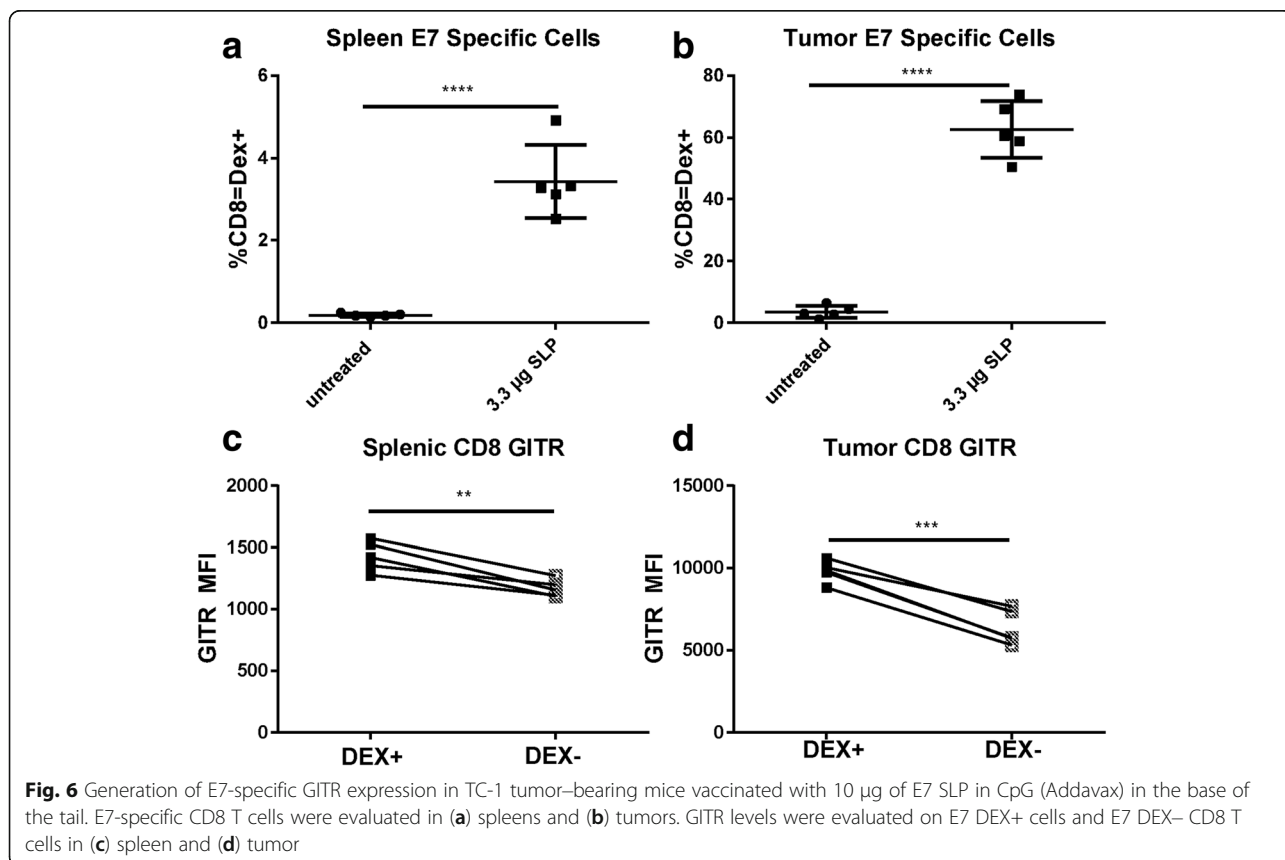 a
Spleen E7 Specific Cells
%CD8=Dex+
6
4
2
0
****
untreated
3.3 µg SLP
b
Tumor E7 Specific Cells
%CD8=Dex+
80
60
40
20
0
****
untreated
3.3 µg SLP
c
Splenic CD8 GITR
GITR MFI
2000
1500
1000
500
0
**
DEX+
DEX-
d
Tumor CD8 GITR
GITR MFI
15000
10000
5000
0
***
DEX+
DEX-
Fig. 6 Generation of E7-specific GITR expression in TC-1 tumor–bearing mice vaccinated with 10 µg of E7 SLP in CpG (Addavax) in the base of
the tail. E7-specific CD8 T cells were evaluated in (a) spleens and (b) tumors. GITR levels were evaluated on E7 DEX+ cells and E7 DEX– CD8 T
cells in (c) spleen and (d) tumor